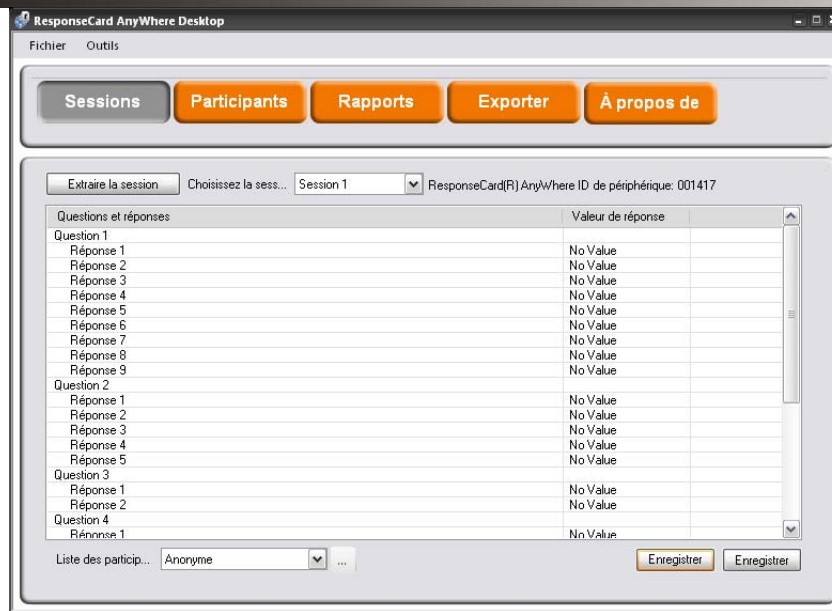 ResponseCard AnyWhere Desktop
Fichier Outils
Sessions Participants Rapports Exporter À propos de
Extraire la session Choisissez la sess... Session 1 ResponseCard(R) AnyWhere ID de périphérique: 001417
Questions et réponses Valeur de réponse
Question 1
Réponse 1 No Value
Réponse 2 No Value
Réponse 3 No Value
Réponse 4 No Value
Réponse 5 No Value
Réponse 6 No Value
Réponse 7 No Value
Réponse 8 No Value
Réponse 9 No Value
Question 2
Réponse 1 No Value
Réponse 2 No Value
Réponse 3 No Value
Réponse 4 No Value
Réponse 5 No Value
Question 3
Réponse 1 No Value
Réponse 2 No Value
Question 4
Réponse 1 No Value
Liste des particip... Anonyme ... Enregistrer Enregistrer